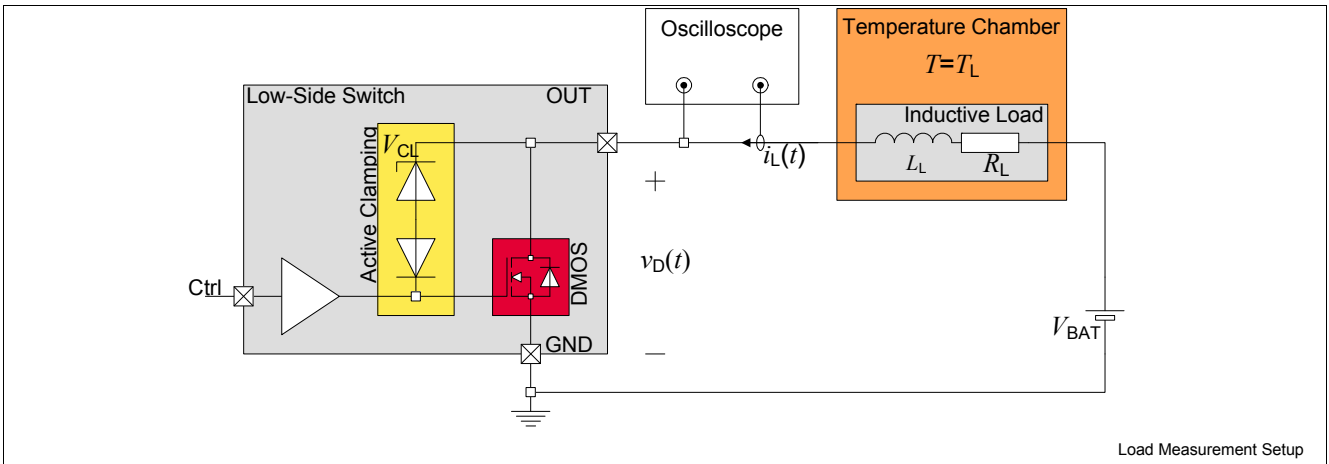 Oscilloscope
Temperature Chamber
T=TL
Low-Side Switch
OUT
Inductive Load
VCL
iL(t)
LL
RL
+
Active Clamping
vD(t)
DMOS
Ctrl
VBAT
GND
−
Load Measurement Setup